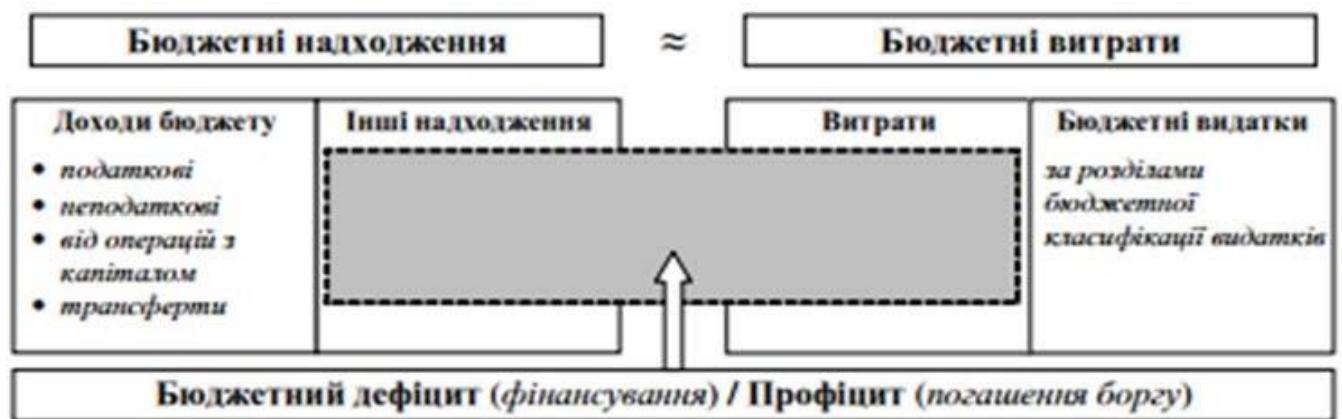 Бюджетні надходження ≈ Бюджетні витрати
Доходи бюджету
• податкові
• неподаткові
• від операцій з
капіталом
• трансферти
Інші надходження
Витрати
Бюджетні видатки
за розділами
бюджетної
класифікації видатків
Бюджетний дефіцит (фінансування) / Профіцит (погашення боргу)